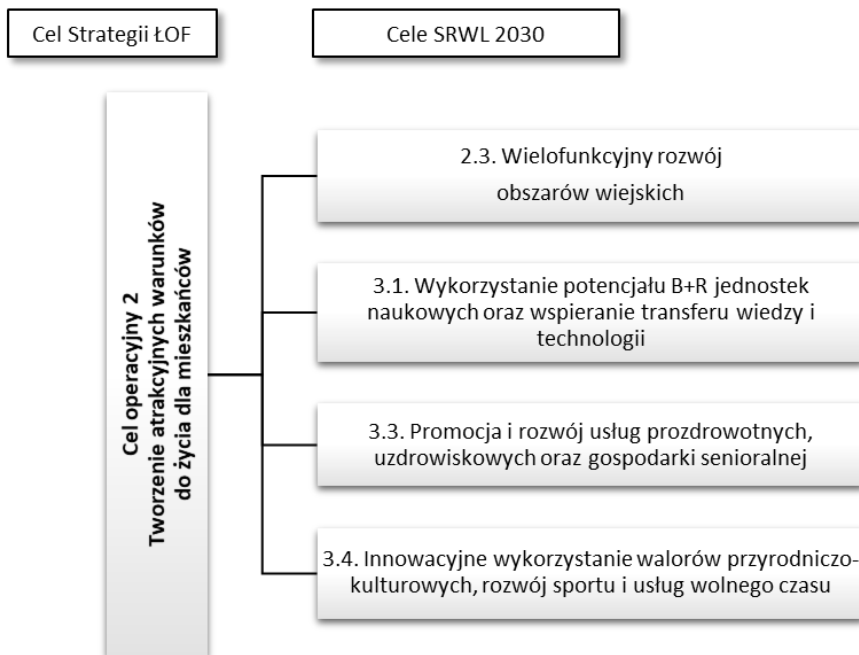 Cel Strategii ŁOF
Cele SRWL 2030
Cel operacyjny 2
Tworzenie atrakcyjnych warunków
do życia dla mieszkańców
2.3. Wielofunkcyjny rozwój
obszarów wiejskich
3.1. Wykorzystanie potencjału B+R jednostek
naukowych oraz wspieranie transferu wiedzy i
technologii
3.3. Promocja i rozwój usług prozdrowotnych,
uzdrowiskowych oraz gospodarki senioralnej
3.4. Innowacyjne wykorzystanie walorów przyrodniczo-
kulturowych, rozwój sportu i usług wolnego czasu